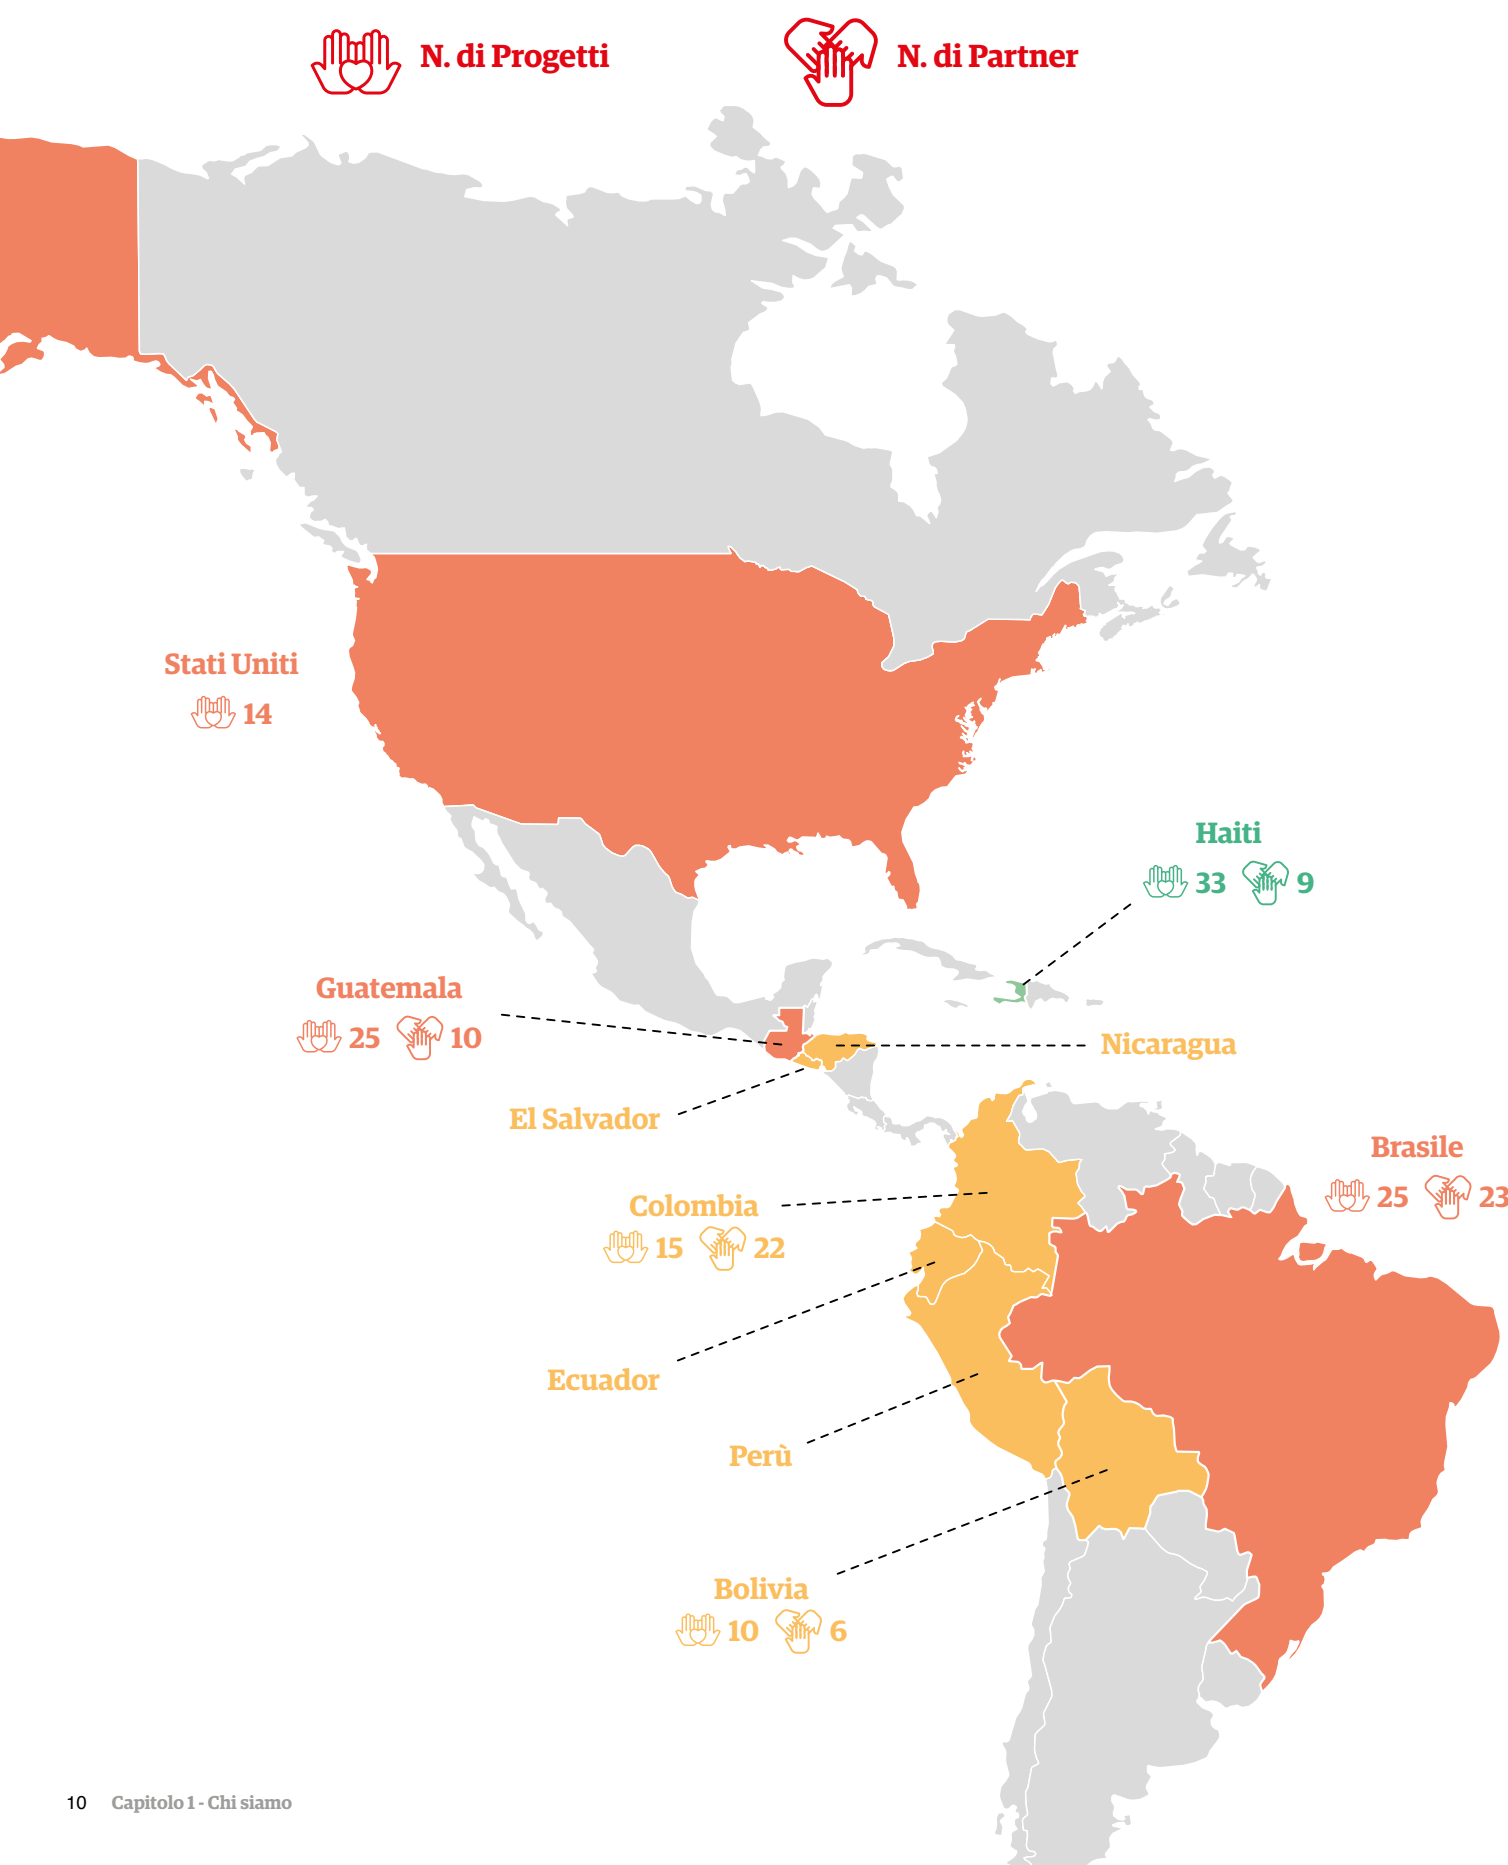 N. di Progetti
N. di Partner
Stati Uniti
14
Haiti
33 9
Guatemala
25 10
Nicaragua
El Salvador
Brasile
25 23
Colombia
15 22
Ecuador
Perù
Bolivia
10 6
10 Capitolo 1 - Chi siamo